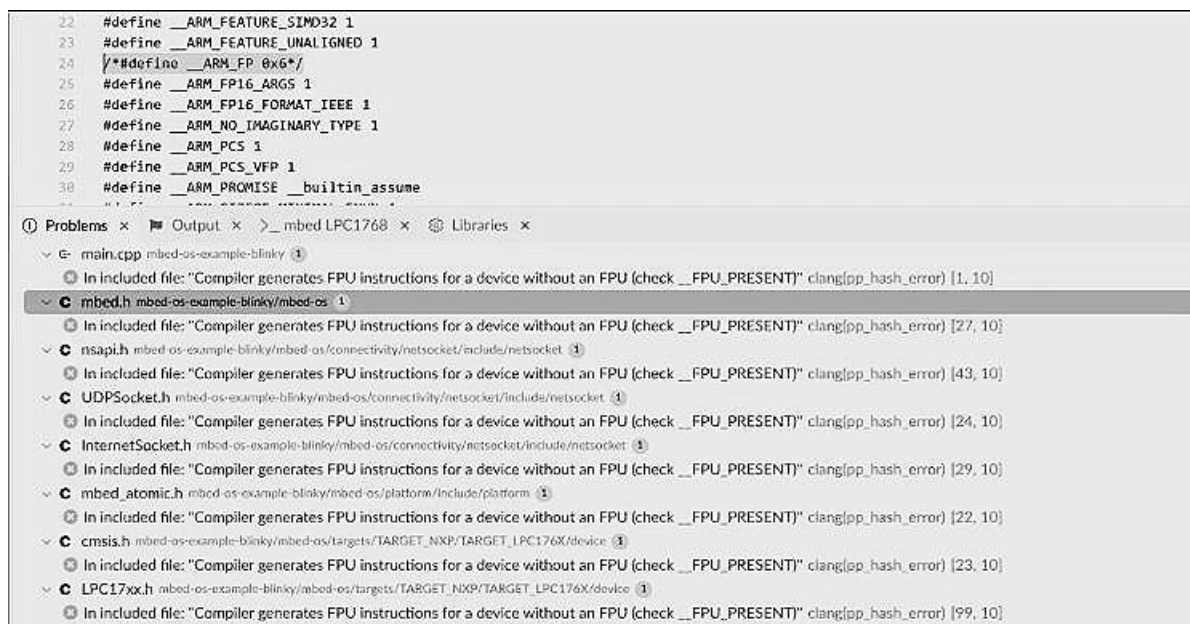 22 #define __ARM_FEATURE_SIMD32 1
23 #define __ARM_FEATURE_UNALIGNED 1
24 /*#define __ARM_FP 0x6*/
25 #define __ARM_FP16_ARGS 1
26 #define __ARM_FP16_FORMAT_IEEE 1
27 #define __ARM_NO_IMAGINARY_TYPE 1
28 #define __ARM_PCS 1
29 #define __ARM_PCS_VFP 1
30 #define __ARM_PROMISE __builtin_assume
Problems × Output × >_ mbed LPC1768 × Libraries ×
main.cpp mbed-os-example-blinky 1
In included file: "Compiler generates FPU instructions for a device without an FPU (check __FPU_PRESENT)" clang(pp_hash_error) [1, 10]
C mbed.h mbed-os-example-blinky/mbed-os 1
In included file: "Compiler generates FPU instructions for a device without an FPU (check __FPU_PRESENT)" clang(pp_hash_error) [27, 10]
C nsapi.h mbed-os-example-blinky/mbed-os/connectivity/netsocket/include/netsocket 1
In included file: "Compiler generates FPU instructions for a device without an FPU (check __FPU_PRESENT)" clang(pp_hash_error) [43, 10]
C UDPSocket.h mbed-os-example-blinky/mbed-os/connectivity/netsocket/include/netsocket 1
In included file: "Compiler generates FPU instructions for a device without an FPU (check __FPU_PRESENT)" clang(pp_hash_error) [24, 10]
C InternetSocket.h mbed-os-example-blinky/mbed-os/connectivity/netsocket/include/netsocket 1
In included file: "Compiler generates FPU instructions for a device without an FPU (check __FPU_PRESENT)" clang(pp_hash_error) [29, 10]
C mbed_atomic.h mbed-os-example-blinky/mbed-os/platform/include/platform 1
In included file: "Compiler generates FPU instructions for a device without an FPU (check __FPU_PRESENT)" clang(pp_hash_error) [22, 10]
C cmsis.h mbed-os-example-blinky/mbed-os/targets/TARGET_NXP/TARGET_LPC176X/device 1
In included file: "Compiler generates FPU instructions for a device without an FPU (check __FPU_PRESENT)" clang(pp_hash_error) [23, 10]
C LPC17xx.h mbed-os-example-blinky/mbed-os/targets/TARGET_NXP/TARGET_LPC176X/device 1
In included file: "Compiler generates FPU instructions for a device without an FPU (check __FPU_PRESENT)" clang(pp_hash_error) [99, 10]